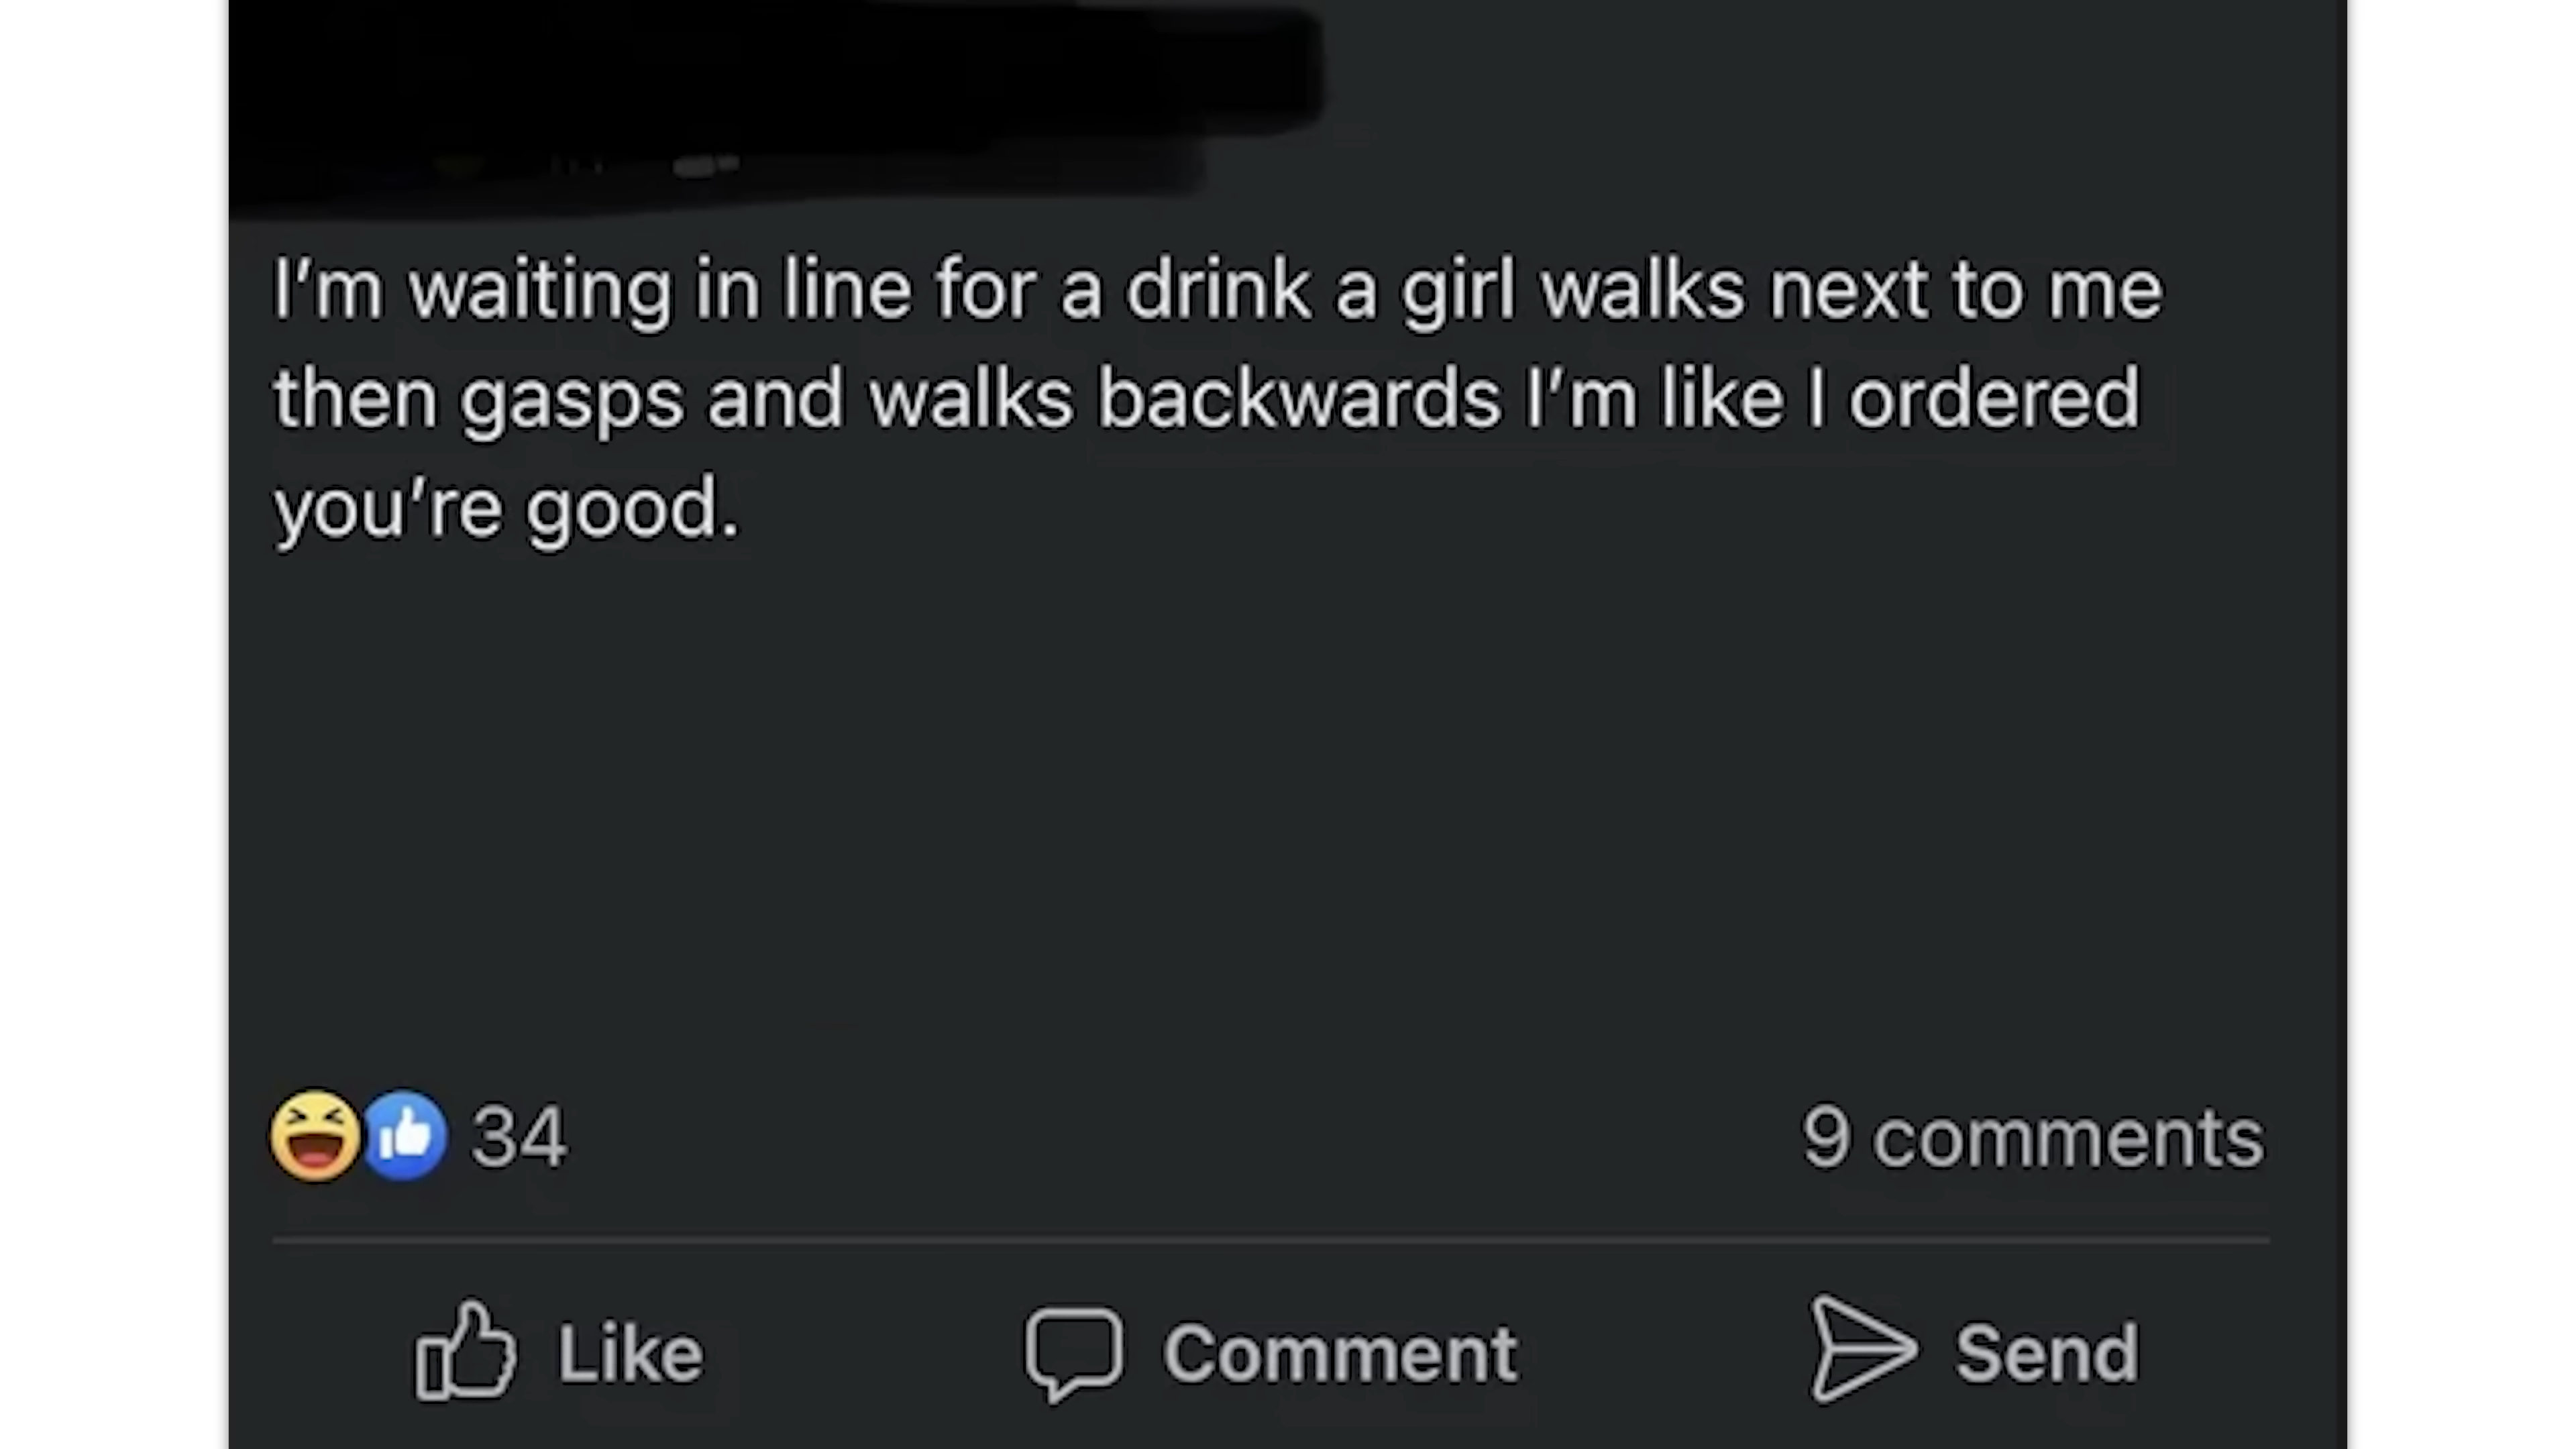 I’m waiting in line for a drink a girl walks next to me
then gasps and walks backwards I’m like I ordered
you’re good.
34
9 comments
Like
Comment
Send